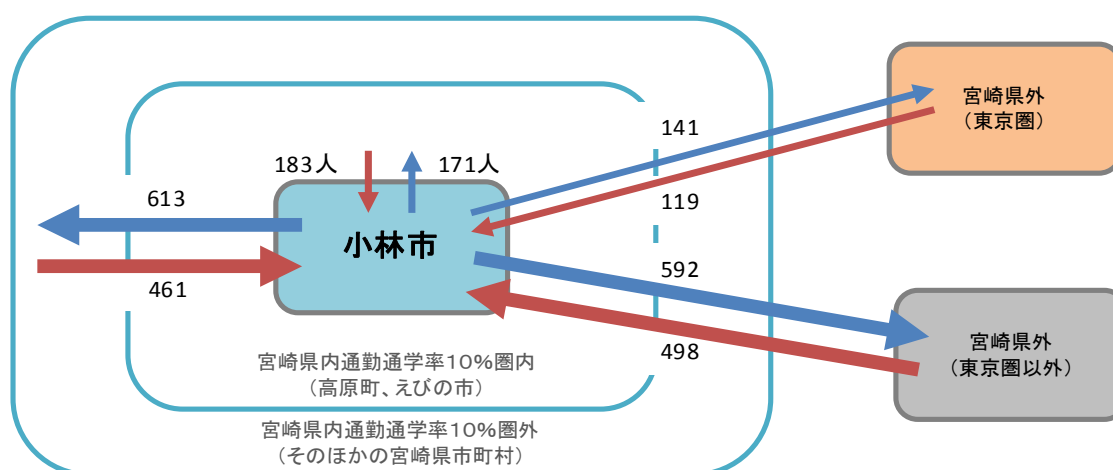 宮崎県外
（東京圏）
141
183人
171人
613
119
小林市
592
461
498
宮崎県外
（東京圏以外）
宮崎県内通勤通学率10%圏内
（高原町、えびの市）
宮崎県内通勤通学率10%圏外
（そのほかの宮崎県市町村）